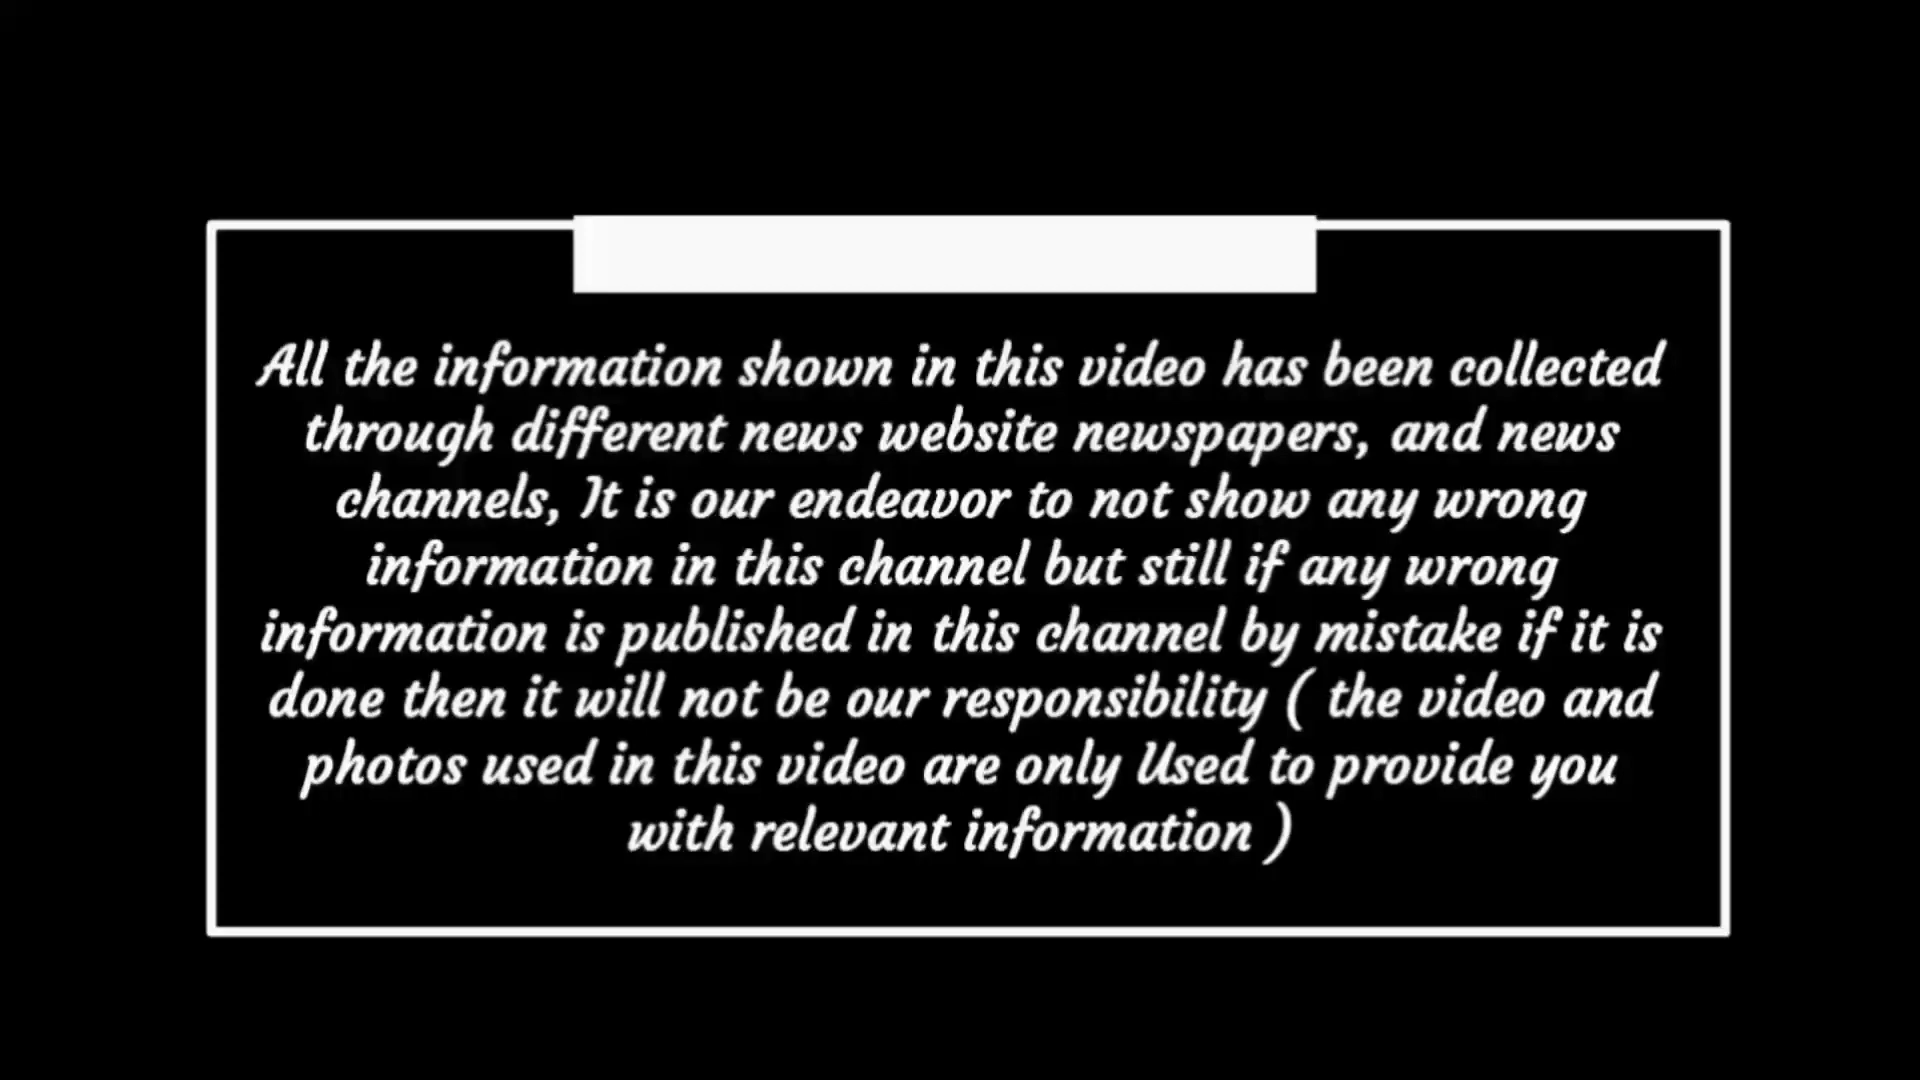 All the information shown in this video has been collected
through different news website newspapers, and news
channels, It is our endeavor to not show any wrong
information in this channel but still if any wrong
information is published in this channel by mistake if it is
done then it will not be our responsibility ( the video and
photos used in this video are only Used to provide you
with relevant information )